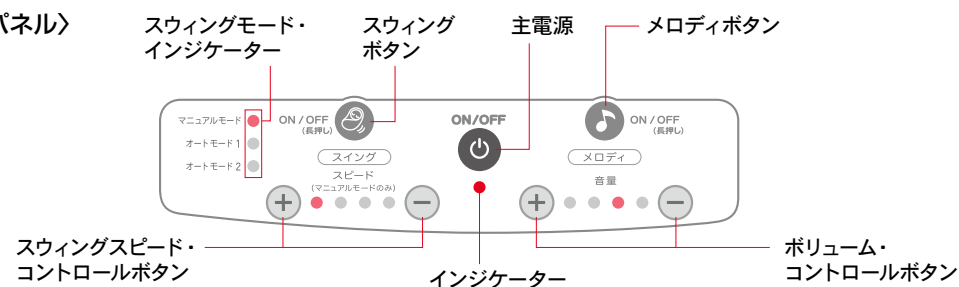 パネル〉
スウィングモード・
インジケーター
スウィング
ボタン
主電源
メロディボタン
マニュアルモード
オートモード 1
オートモード 2
ON / OFF
(長押し)
スイング
スピード
(マニュアルモードのみ)
ON/OFF
ON / OFF
(長押し)
メロディ
音量
スウィングスピード・
コントロールボタン
インジケーター
ボリューム・
コントロールボタン